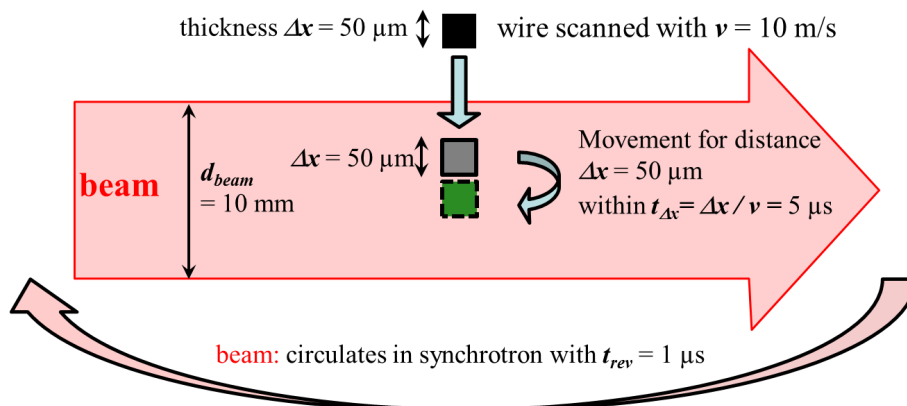 thickness Δx = 50 µm
wire scanned with v = 10 m/s
beam
d_beam
= 10 mm
Δx = 50 µm
Movement for distance
Δx = 50 µm
within t_Δx = Δx / v = 5 µs
beam: circulates in synchrotron with t_rev = 1 µs